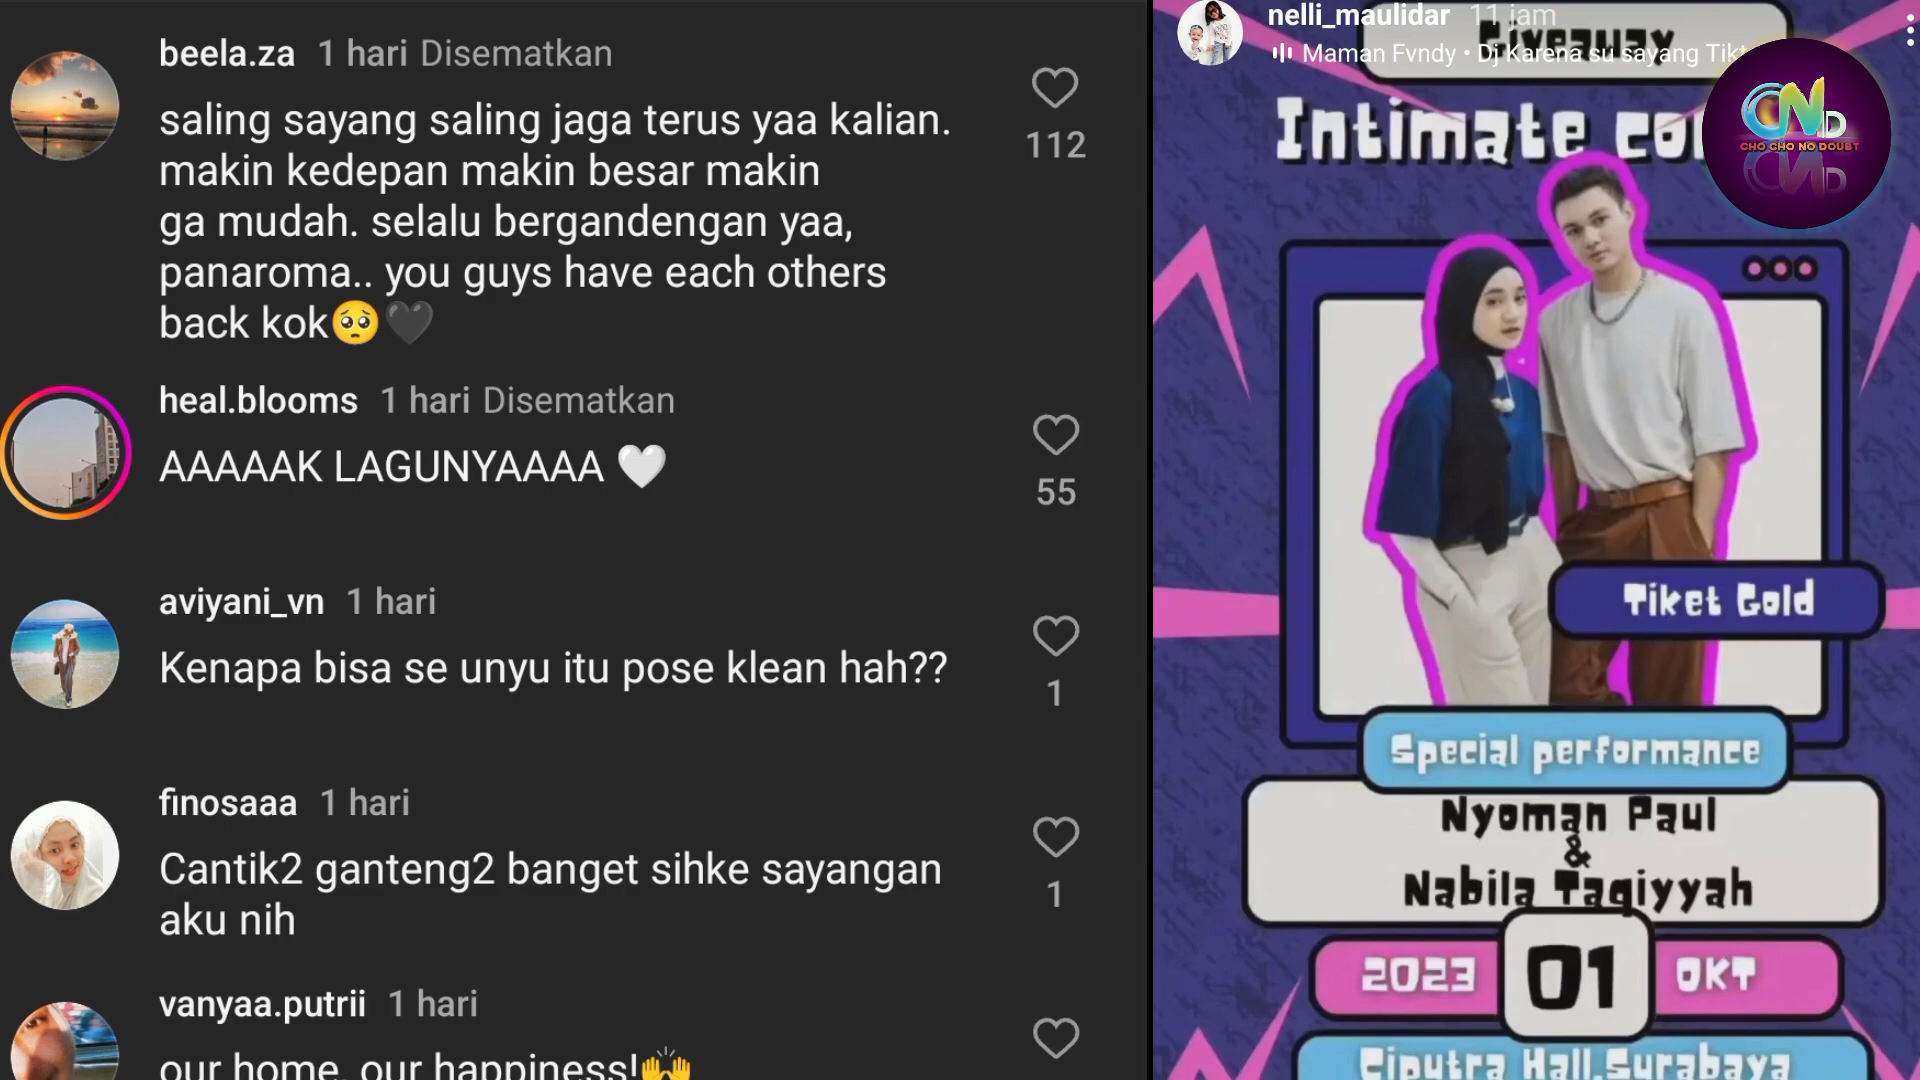 beela.za 1 hari Disematkan
saling sayang saling jaga terus yaa kalian.
makin kedepan makin besar makin
ga mudah. selalu bergandengan yaa,
panaroma.. you guys have each others
back kok🥺🖤
112
heal.blooms 1 hari Disematkan
AAAAAK LAGUNYAAAA 🤍
55
aviyani_vn 1 hari
Kenapa bisa se unyu itu pose klean hah??
1
finosaaa 1 hari
Cantik2 ganteng2 banget sihke sayangan
aku nih
1
vanyaa.putrii 1 hari
our home, our happiness!🙌
nelli_maulidar 11 jam
Giveaway
Maman Fvndy • Dj Karena su sayang Tikt
Intimate co
CND
CHO CHO NO DOUBT
Tiket Gold
Special performance
Nyoman Paul
&
Nabila Taqiyyah
2023 01 OKT
Ciputra Hall,Surabaya